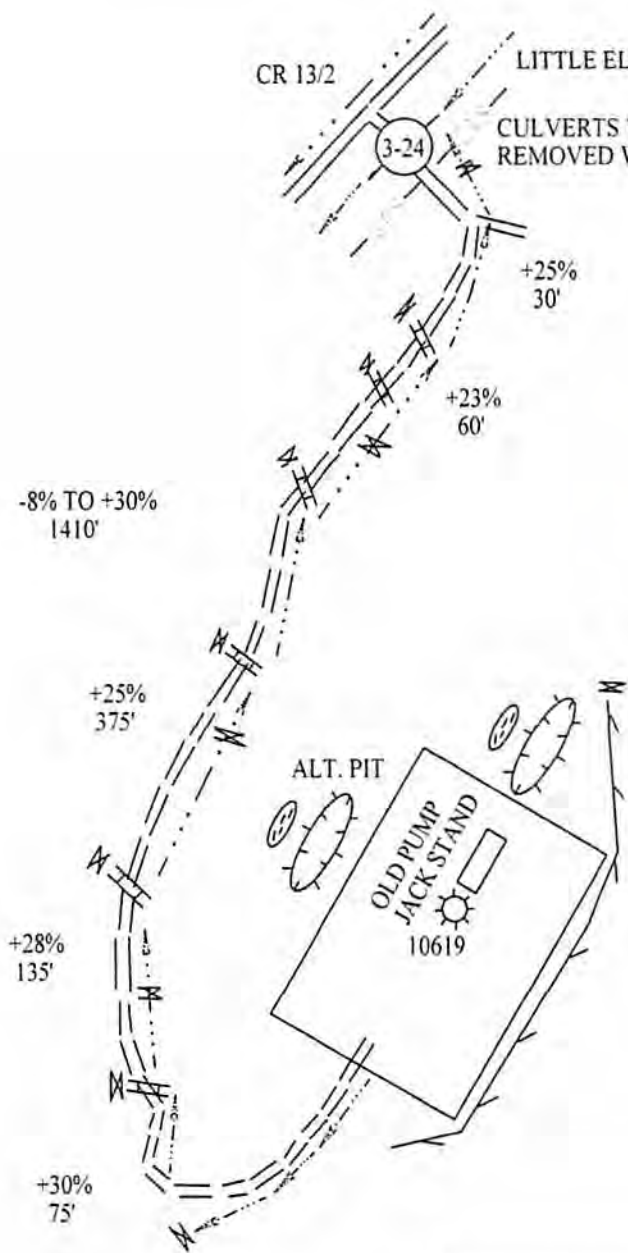 CR 13/2
LITTLE EL
CULVERTS
REMOVED W
3-24
+25%
30'
+23%
60'
-8% TO +30%
1410'
+25%
375'
ALT. PIT
OLD PUMP
JACK STAND
10619
+28%
135'
+30%
75'